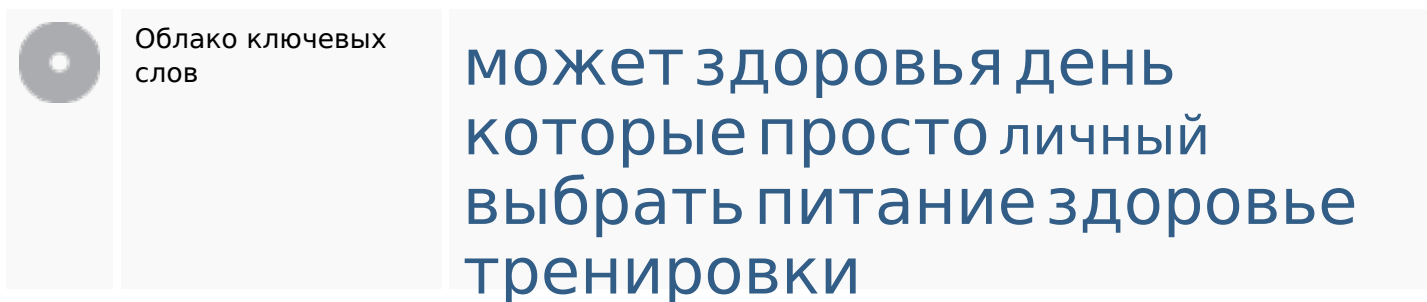 Облако ключевых
слов
может здоровья день
которые просто личный
выбрать питание здоровье
тренировки